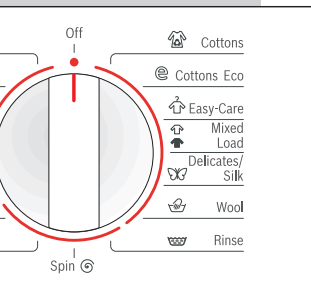 Off
Cottons
Cottons Eco
Easy-Care
Mixed
Load
Delicates/
Silk
Wool
Rinse
Spin